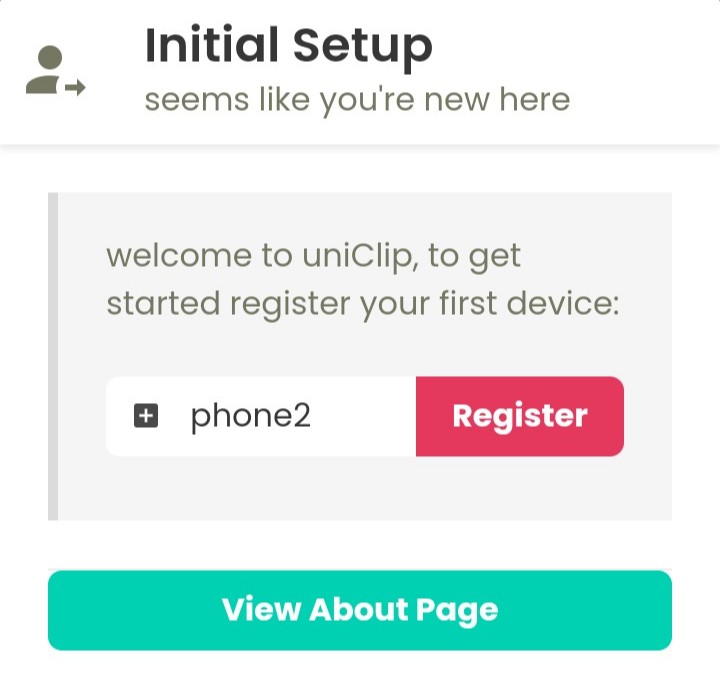 Initial Setup
seems like you're new here
welcome to uniClip, to get
started register your first device:
phone2
Register
View About Page